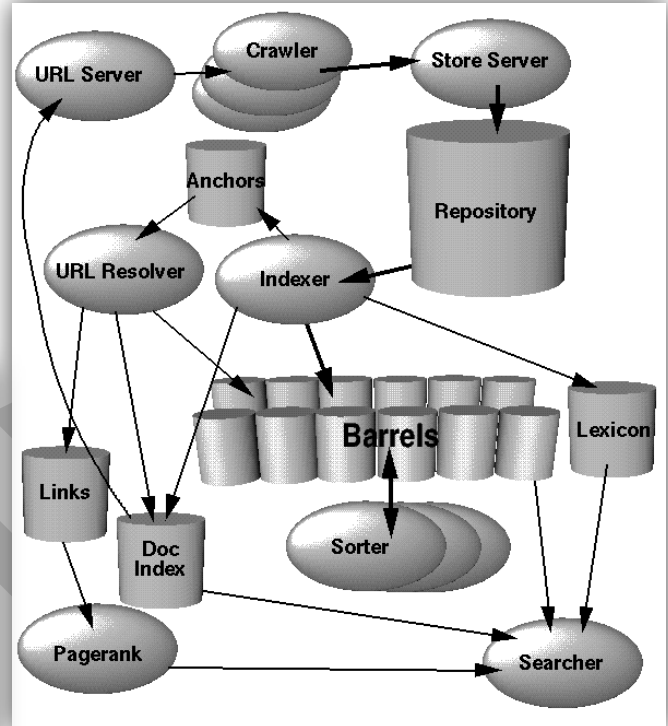 URL Server
Crawler
Store Server
Anchors
Repository
URL Resolver
Indexer
Barrels
Lexicon
Links
Doc
Index
Sorter
Pagerank
Searcher